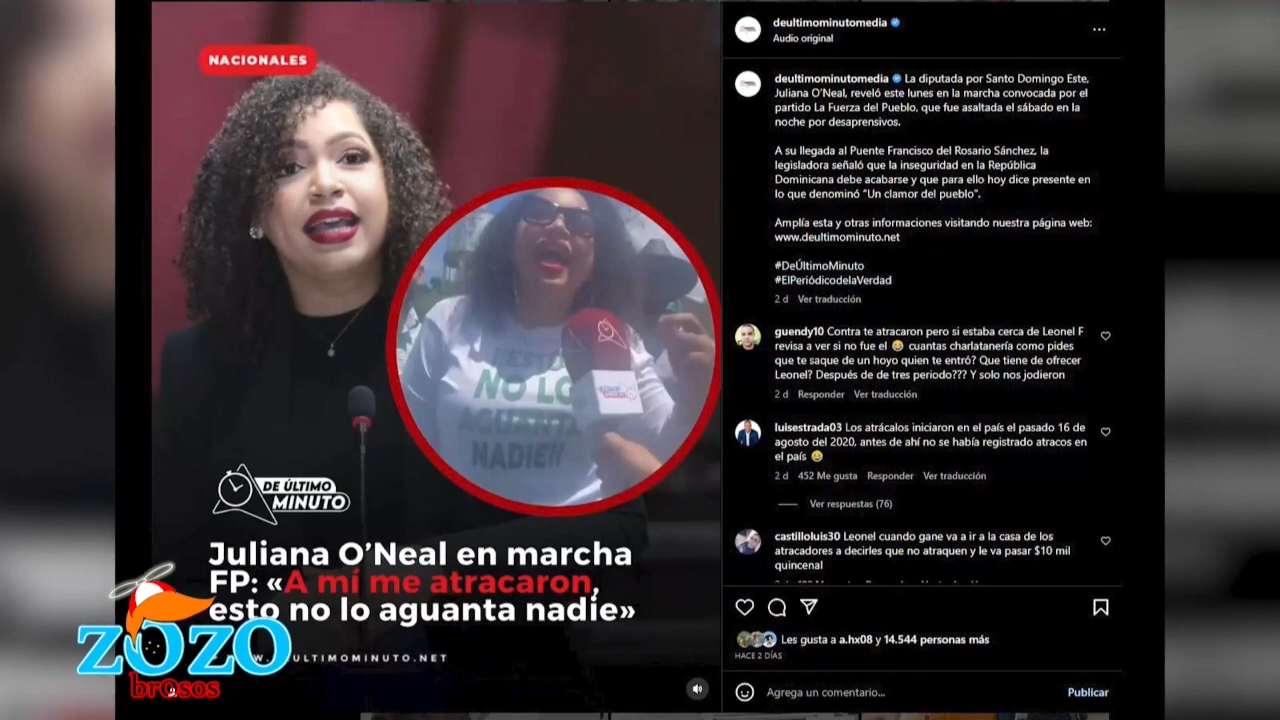 NACIONALES
NO LO
AGUANTA
NADIE!!
DE ÚLTIMO
MINUTO
Juliana O'Neal en marcha
FP: «A mí me atracaron,
esto no lo aguanta nadie»
ULTIMOMINUTO.NET
ZOZO
brosos
deultimominutomedia
Audio original
deultimominutomedia La diputada por Santo Domingo Este,
Juliana O'Neal, reveló este lunes en la marcha convocada por el
partido La Fuerza del Pueblo, que fue asaltada el sábado en la
noche por desaprensivos.
A su llegada al Puente Francisco del Rosario Sánchez, la
legisladora señaló que la inseguridad en la República
Dominicana debe acabarse y que para ello hoy dice presente en
lo que denominó "Un clamor del pueblo".
Amplía esta y otras informaciones visitando nuestra página web:
www.deultimominuto.net
#DeÚltimoMinuto
#ElPeriódicodelaVerdad
2 d Ver traducción
guendy10 Contra te atracaron pero si estaba cerca de Leonel F
revisa a ver si no fue el 😂 cuantas charlatanería como pides
que te saque de un hoyo quien te entró? Que tiene de ofrecer
Leonel? Después de de tres periodo??? Y solo nos jodieron
2 d Responder Ver traducción
luisestrada03 Los atrácalos iniciaron en el país el pasado 16 de
agosto del 2020, antes de ahí no se había registrado atracos en
el país 😂
2 d 452 Me gusta Responder Ver traducción
Ver respuestas (76)
castilloluis30 Leonel cuando gane va a ir a la casa de los
atracadores a decirles que no atraquen y le va pasar $10 mil
quincenal
Les gusta a a.hx08 y 14.544 personas más
HACE 2 DÍAS
Agrega un comentario...
Publicar